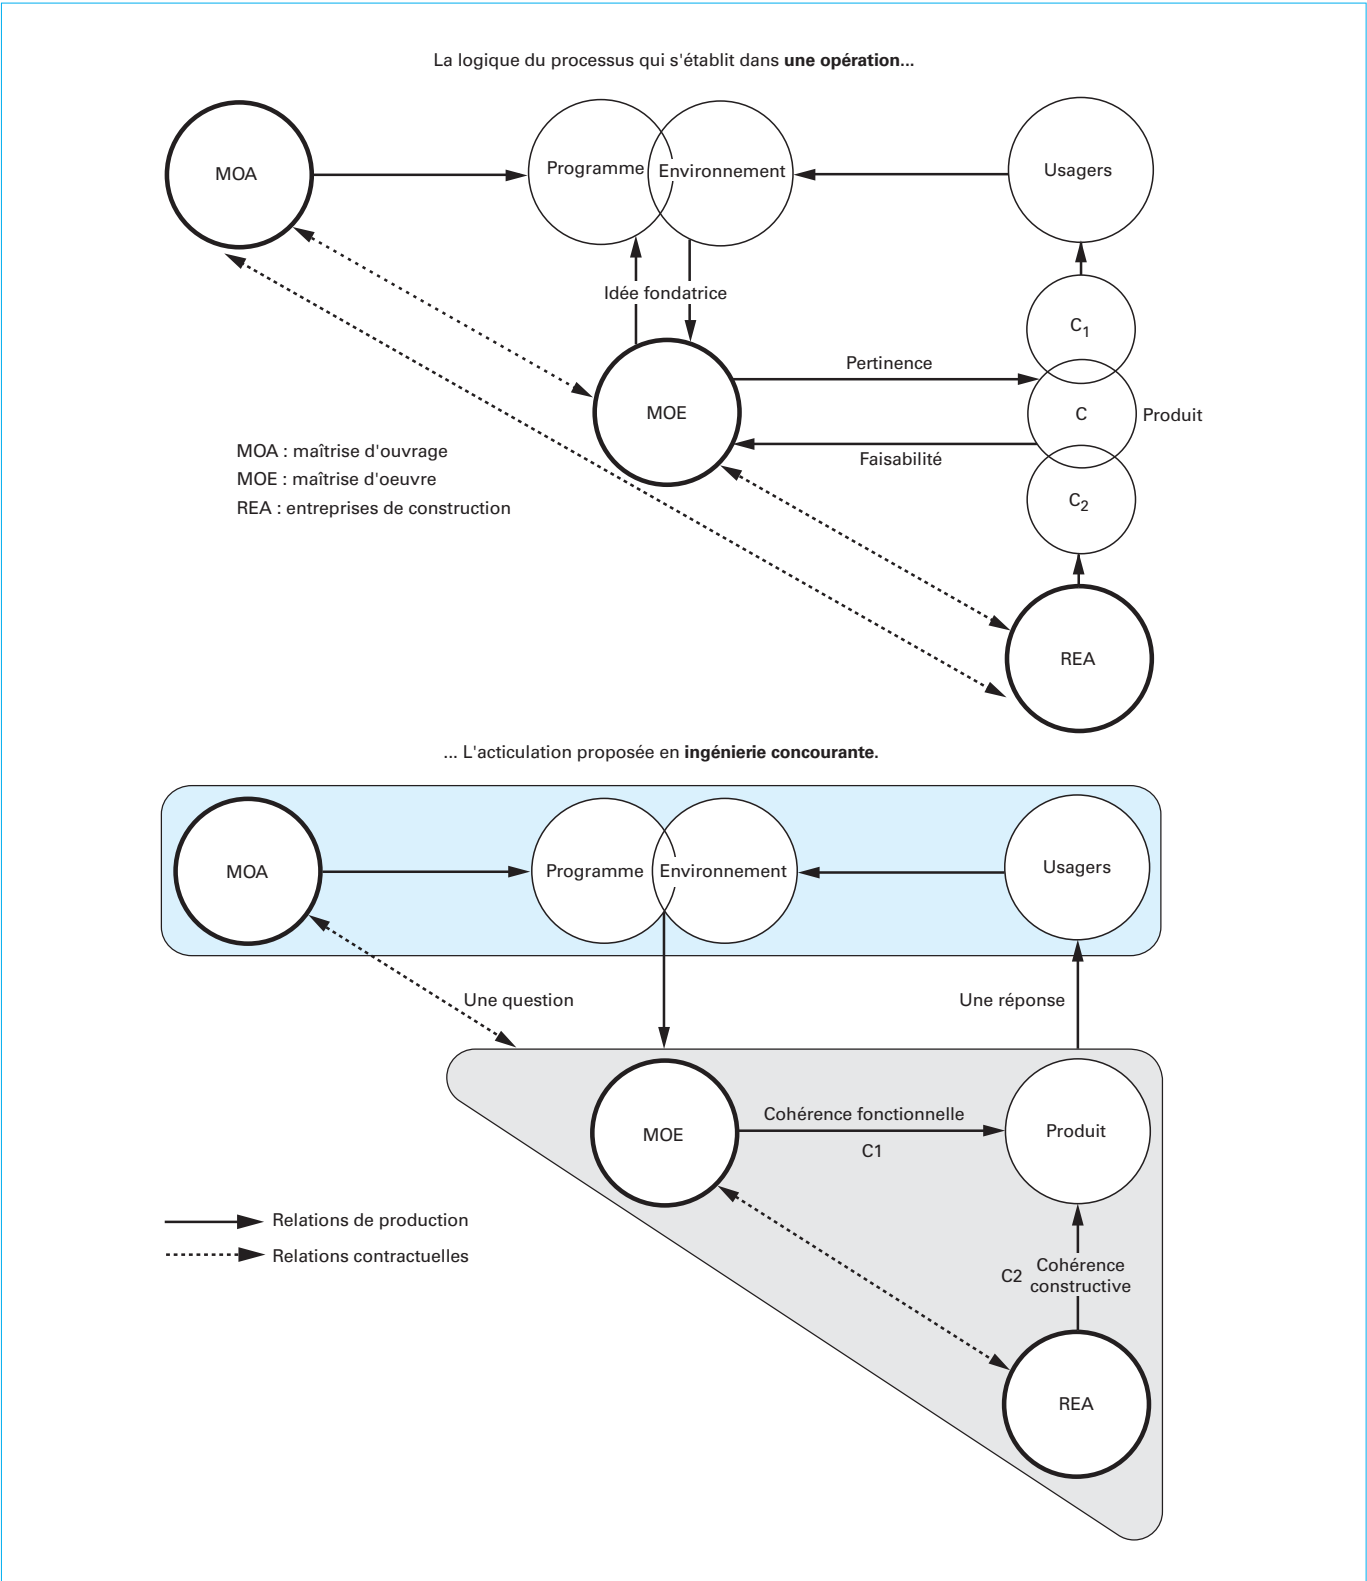 La logique du processus qui s'établit dans une opération...
MOA
Programme
Environnement
Usagers
Idée fondatrice
C1
Pertinence
MOE
C
Produit
Faisabilité
MOA : maîtrise d'ouvrage
MOE : maîtrise d'oeuvre
REA : entreprises de construction
C2
REA
... L'acticulation proposée en ingénierie concourante.
MOA
Programme
Environnement
Usagers
Une question
Une réponse
MOE
Cohérence fonctionnelle
C1
Produit
Relations de production
Relations contractuelles
C2
Cohérence
constructive
REA